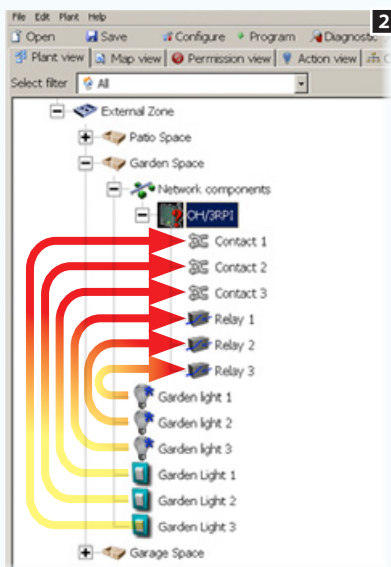 File Edit Plant Help
2
Open Save Configure Program Diagnostic
Plant view Map view Permission view Action view
Select filter All
External Zone
Patio Space
Garden Space
Network components
OH/3RPI
Contact 1
Contact 2
Contact 3
Relay 1
Relay 2
Relay 3
Garden light 1
Garden light 2
Garden light 3
Garden Light 1
Garden Light 2
Garden Light 3
Garage Space